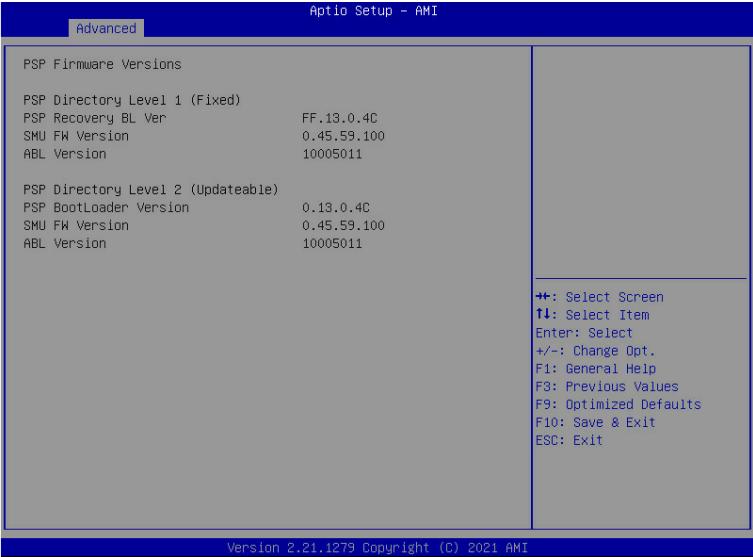 Aptio Setup – AMI
Advanced
PSP Firmware Versions
PSP Directory Level 1 (Fixed)
PSP Recovery BL Ver FF.13.0.4C
SMU FW Version 0.45.59.100
ABL Version 10005011
PSP Directory Level 2 (Updateable)
PSP BootLoader Version 0.13.0.4C
SMU FW Version 0.45.59.100
ABL Version 10005011
→←: Select Screen
↑↓: Select Item
Enter: Select
+/-: Change Opt.
F1: General Help
F3: Previous Values
F9: Optimized Defaults
F10: Save & Exit
ESC: Exit
Version 2.21.1279 Copyright (C) 2021 AMI